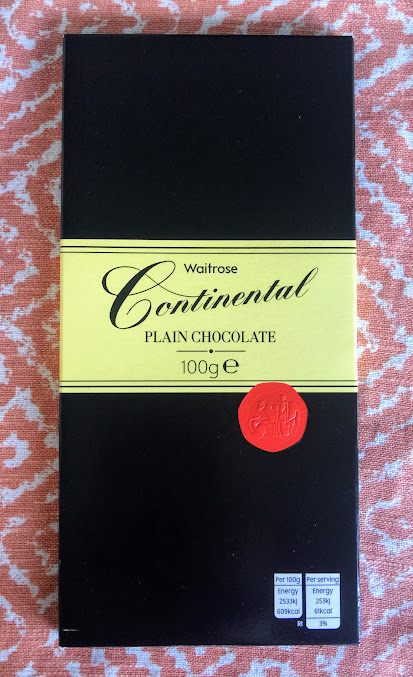 Waitrose
Continental
PLAIN CHOCOLATE
100g ℮
Per 100g Per serving
Energy Energy
2533kJ 253kJ
609kcal 61kcal
RI 3%